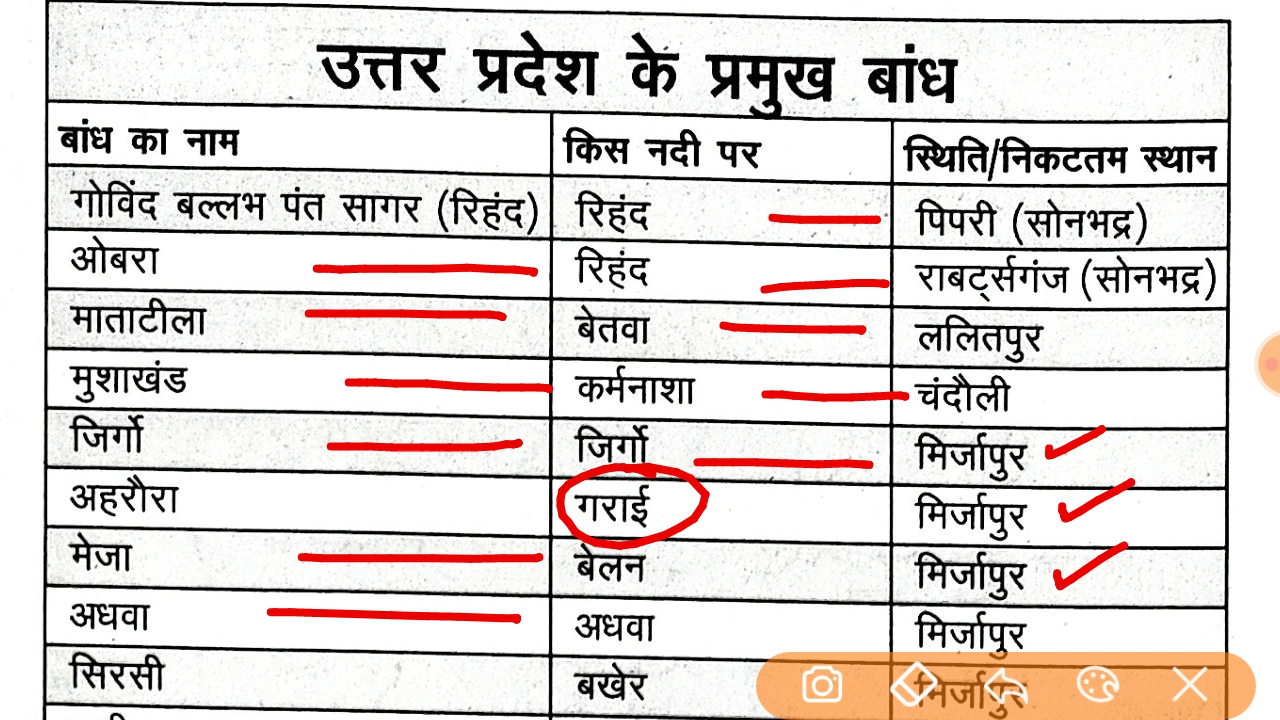 उत्तर प्रदेश के प्रमुख बांध
बांध का नाम किस नदी पर स्थिति/निकटतम स्थान
गोविंद बल्लभ पंत सागर (रिहंद) रिहंद पिपरी (सोनभद्र)
ओबरा रिहंद राबर्ट्सगंज (सोनभद्र)
माताटीला बेतवा ललितपुर
मुशाखंड कर्मनाशा चंदौली
जिर्गो जिर्गो मिर्जापुर
अहरौरा गराई मिर्जापुर
मेजा बेलन मिर्जापुर
अधवा अधवा मिर्जापुर
सिरसी बखेर मिर्जापुर